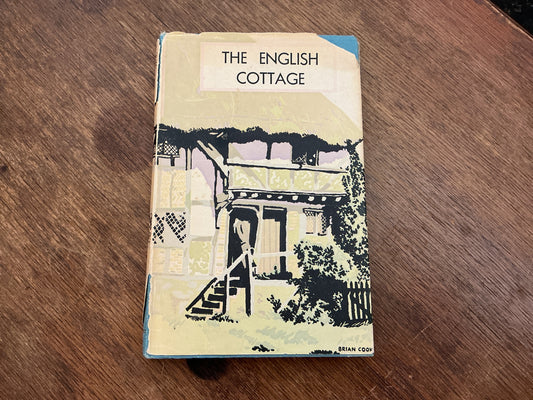 THE ENGLISH
COTTAGE
BRIAN COOK